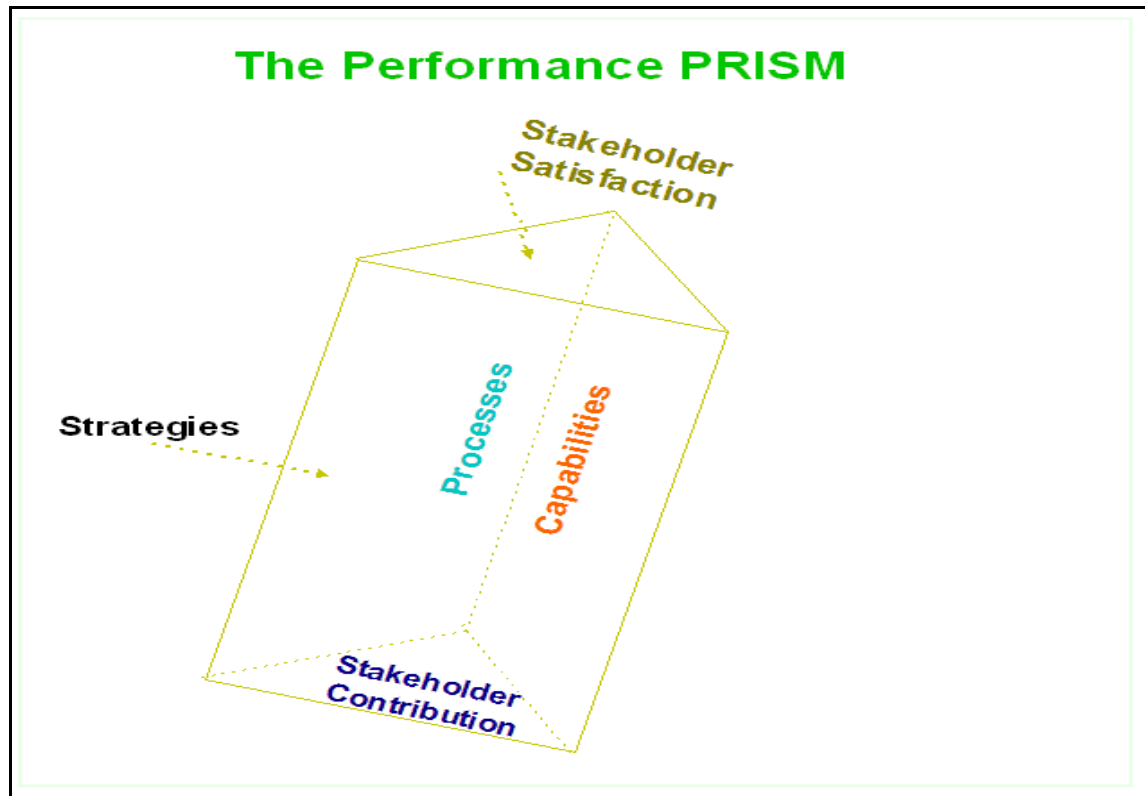 The Performance PRISM
Stakeholder
Satisfaction
Processes
Capabilities
Strategies
Stakeholder
Contribution